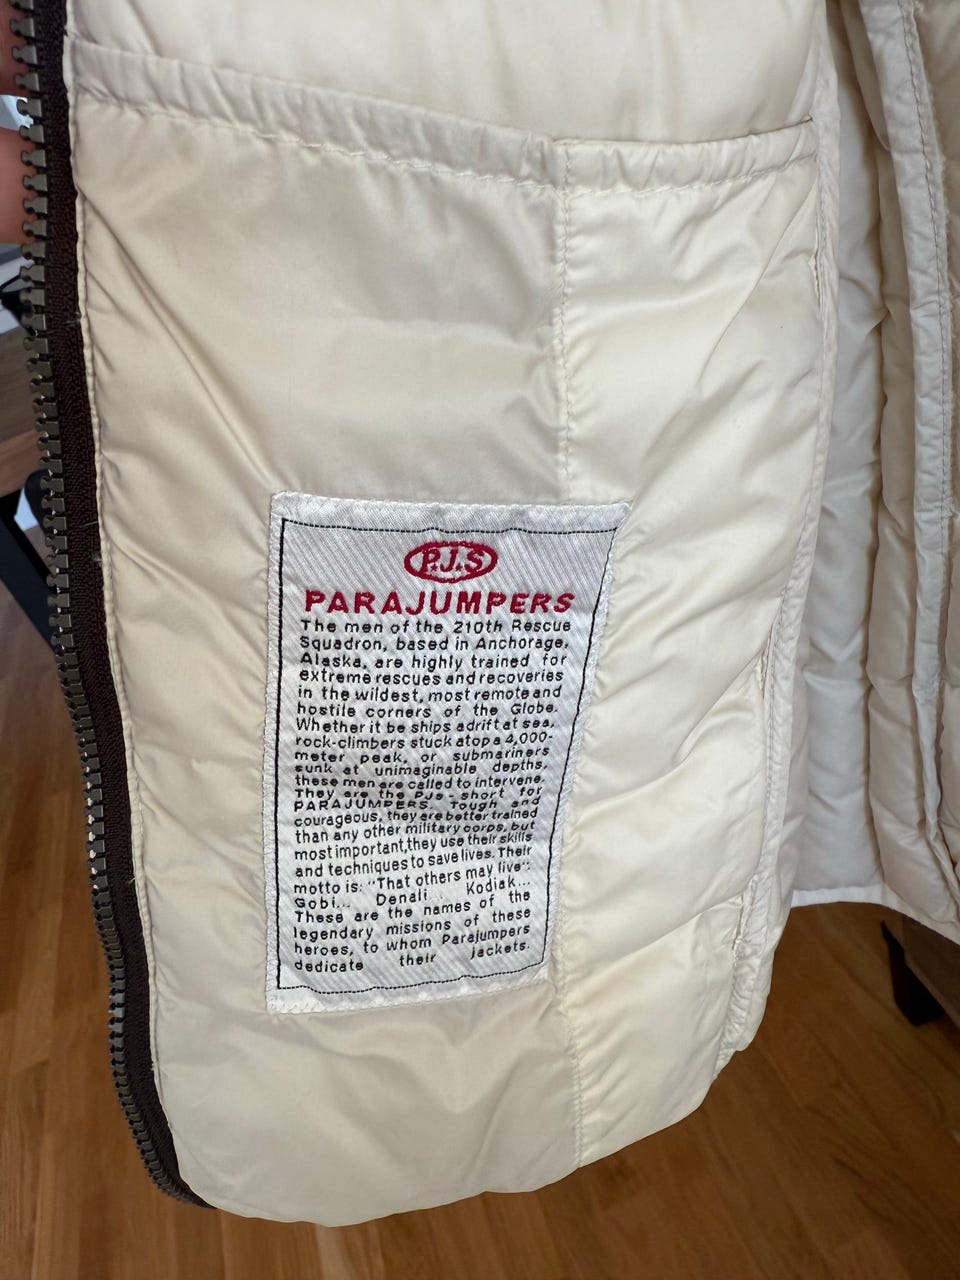 P.J.S
PARAJUMPERS
The men of the 210th Rescue
Squadron, based in Anchorage,
Alaska, are highly trained for
extreme rescues and recoveries
in the wildest, most remote and
hostile corners of the Globe.
Whether it be ships adrift at sea,
rock-climbers stuck atop a 4,000-
meter peak, or submariners
sunk at unimaginable depths,
these men are called to intervene.
They are the PJs - short for
PARAJUMPERS. Tough and
courageous, they are better trained
than any other military corps, but
most important,they use their skills
and techniques to save lives. Their
motto is: "That others may live":
Gobi... Denali... Kodiak...
These are the names of the
legendary missions of these
heroes, to whom Parajumpers
dedicate their jackets.